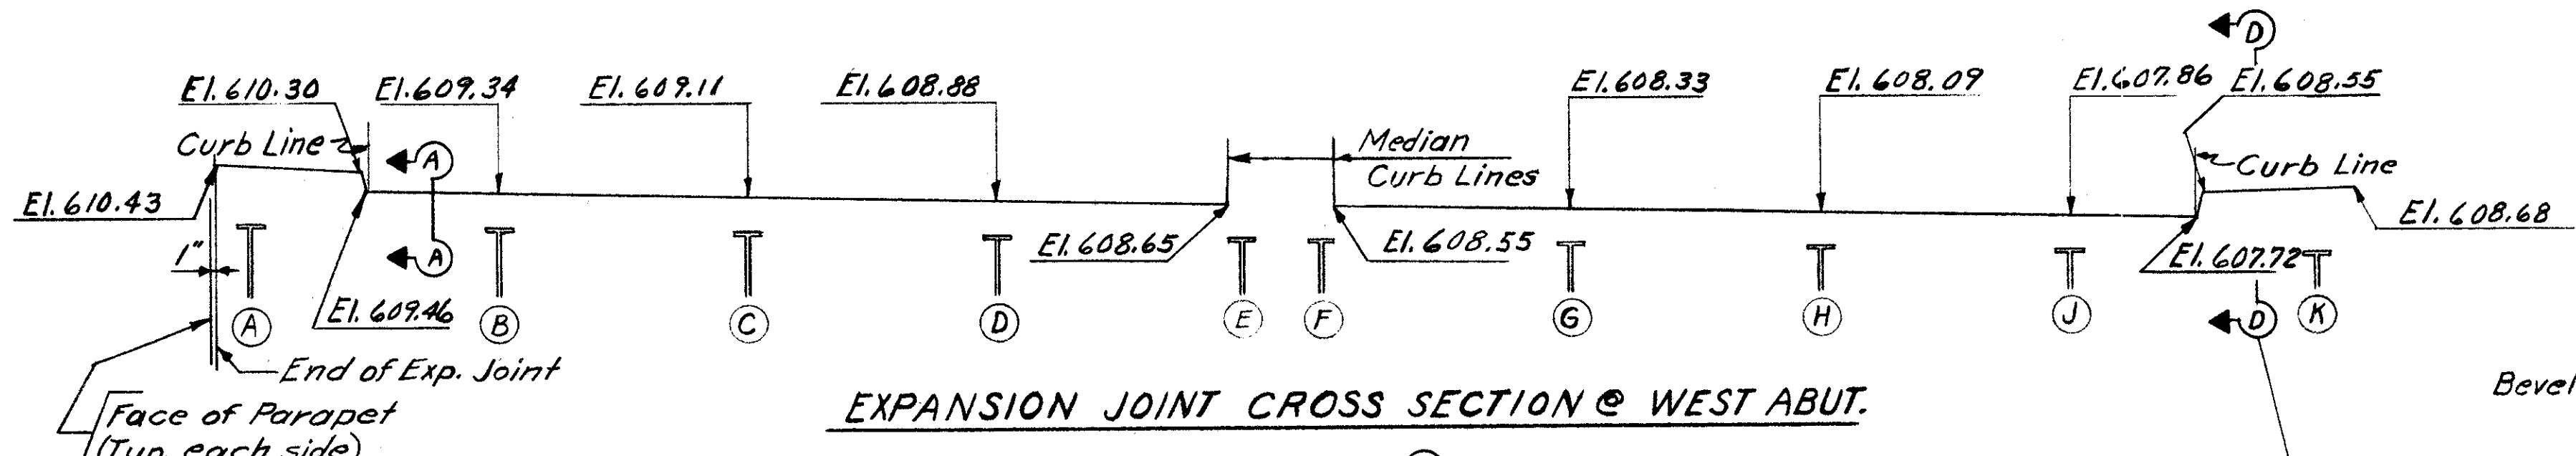 D
El. 610.30
El. 609.34
El. 609.11
El. 608.88
El. 608.33
El. 608.09
El. 607.86
El. 608.55
Curb Line
A
Median
Curb Lines
Curb Line
El. 610.43
El. 608.68
1"
A
El. 608.65
El. 608.55
El. 607.72
El. 609.46
A
B
C
D
E
F
G
H
J
D
K
End of Exp. Joint
Face of Parapet
(Typ. each side)
EXPANSION JOINT CROSS SECTION @ WEST ABUT.
Bevel